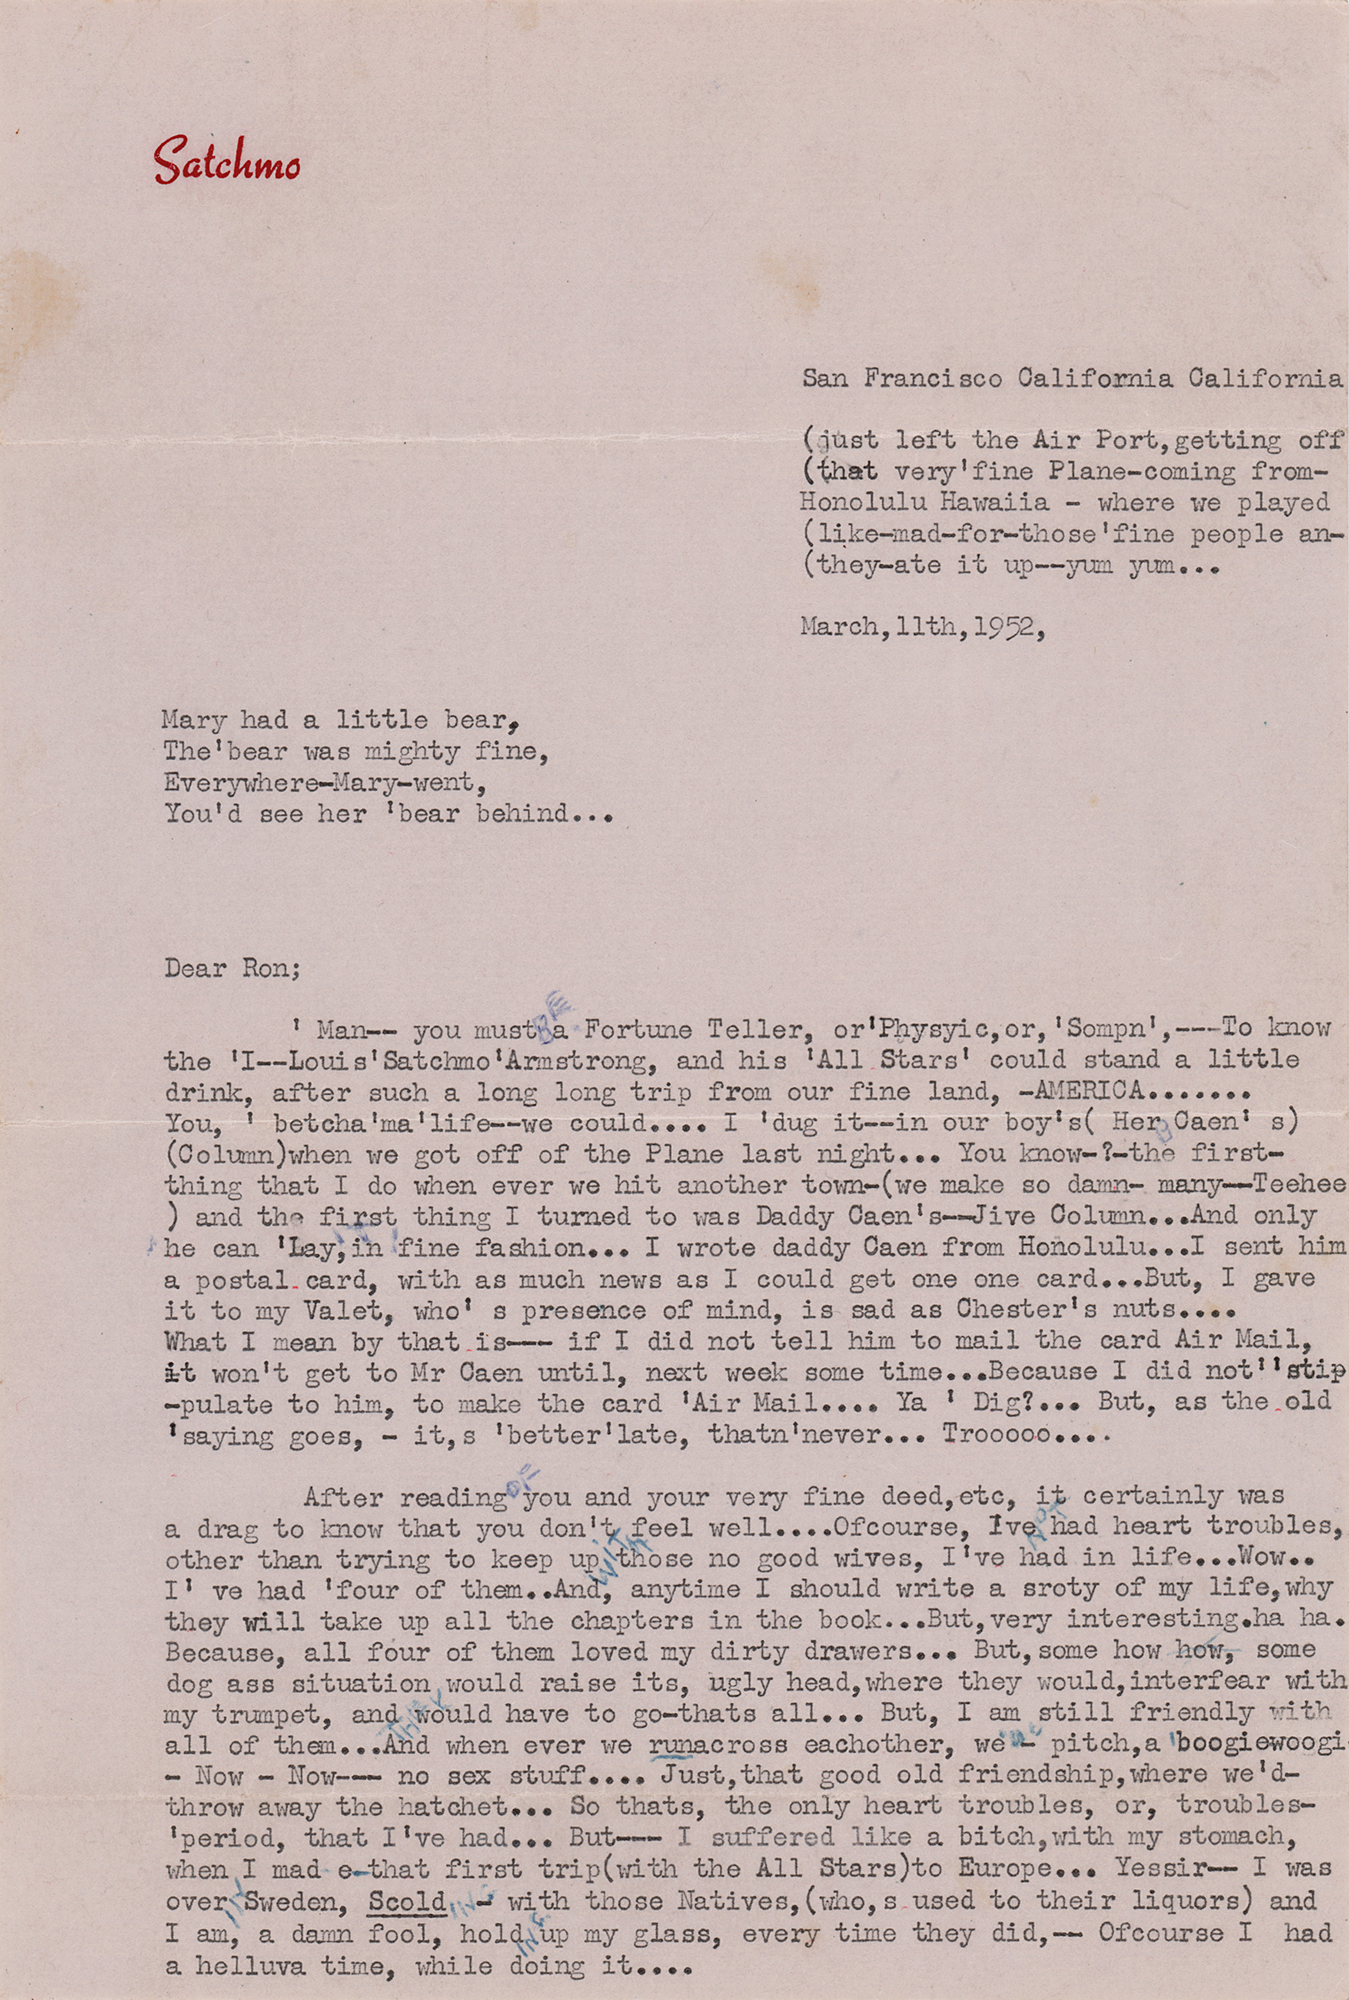 Satchmo
San Francisco California California
(just left the Air Port,getting off
(that very'fine Plane-coming from-
Honolulu Hawaiia - where we played
(like-mad-for-those'fine people an-
(they-ate it up--yum yum...
March,11th,1952,
Mary had a little bear,
The'bear was mighty fine,
Everywhere-Mary-went,
You'd see her 'bear behind...
Dear Ron;
' Man-- you must BE a Fortune Teller, or'Physyic,or,'Sompn',---To know
the 'I--Louis'Satchmo'Armstrong, and his 'All Stars' could stand a little
drink, after such a long long trip from our fine land, -AMERICA........
You, ' betcha'ma'life--we could.... I 'dug it--in our boy's( HerB Caen' s)
(Column)when we got off of the Plane last night... You know-?-the first-
thing that I do when ever we hit another town-(we make so damn- many--Teehee
) and the first thing I turned to was Daddy Caen's--Jive Column...And only
he can 'Lay, IT, in 'fine fashion... I wrote daddy Caen from Honolulu...I sent him
a postal card, with as much news as I could get one one card...But, I gave
it to my Valet, who' s presence of mind, is sad as Chester's nuts....
What I mean by that is--- if I did not tell him to mail the card Air Mail,
it won't get to Mr Caen until, next week some time...Because I did not''stip
-pulate to him, to make the card 'Air Mail.... Ya ' Dig?... But, as the old
'saying goes, - it,s 'better'late, thatn'never... Trooooo....
After reading OF you and your very fine deed,etc, it certainly was
a drag to know that you don't feel well....Ofcourse, I've NOT had heart troubles,
other than trying to keep up WITH those no good wives, I've had in life...Wow..
I' ve had 'four of them..And, anytime I should write a sroty of my life,why
they will take up all the chapters in the book...But,very interesting.ha ha.
Because, all four of them loved my dirty drawers... But,some how how, some
dog ass situation would raise its, ugly head,where they would,interfear with
my trumpet, and THEY would have to go-thats all... But, I am still friendly with
all of them...And when ever we runacross eachother, we - pitch,a 'boogiewoogi
- Now - Now--- no sex stuff.... Just,that good old friendship,where we'd-
throw away the hatchet... So thats, the only heart troubles, or, troubles-
'period, that I've had... But--- I suffered like a bitch,with my stomach,
when I mad e-that first trip(with the All Stars)to Europe... Yessir-- I was
over IN Sweden, Scold ING - with those Natives,(who,s used to their liquors) and
I am, a damn fool, hold ING up my glass, every time they did,-- Ofcourse I had
a helluva time, while doing it....